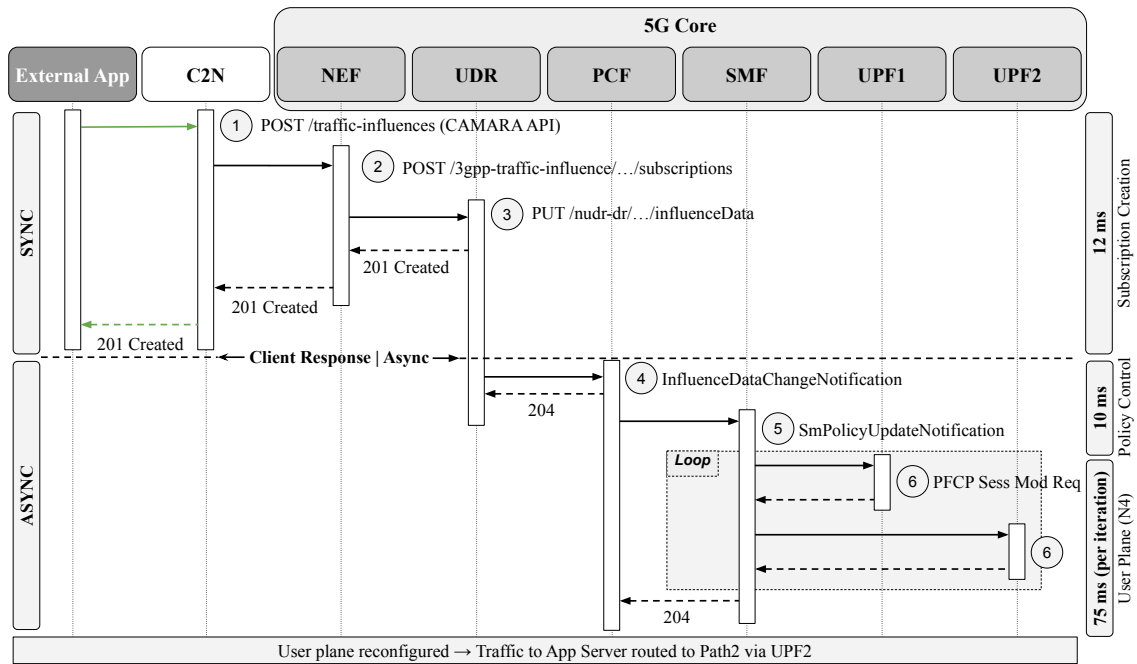 5G Core
External App
C2N
NEF
UDR
PCF
SMF
UPF1
UPF2
SYNC
1 POST /traffic-influences (CAMARA API)
2 POST /3gpp-traffic-influence/…/subscriptions
3 PUT /nudr-dr/…/influenceData
201 Created
201 Created
201 Created
12 ms
Subscription Creation
Client Response | Async
ASYNC
4 InfluenceDataChangeNotification
204
10 ms
Policy Control
5 SmPolicyUpdateNotification
Loop
6 PFCP Sess Mod Req
6
204
75 ms (per iteration)
User Plane (N4)
User plane reconfigured → Traffic to App Server routed to Path2 via UPF2